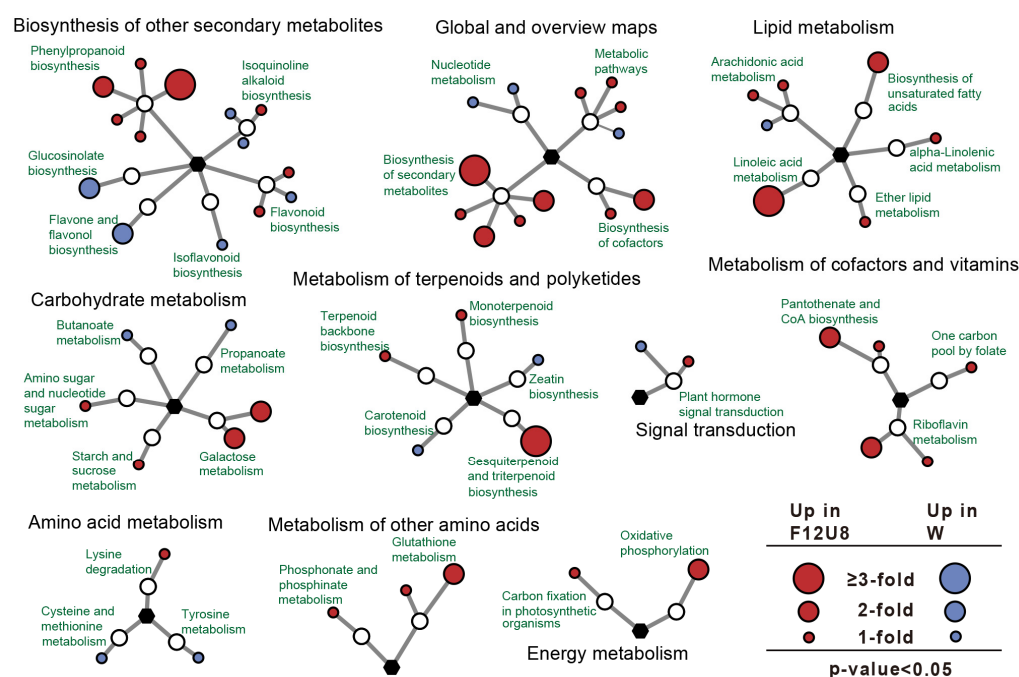 Biosynthesis of other secondary metabolites
Phenylpropanoid
biosynthesis
Isoquinoline
alkaloid
biosynthesis
Glucosinolate
biosynthesis
Flavone and
flavonol
biosynthesis
Isoflavonoid
biosynthesis
Flavonoid
biosynthesis
Global and overview maps
Nucleotide
metabolism
Metabolic
pathways
Biosynthesis
of secondary
metabolites
Biosynthesis
of cofactors
Lipid metabolism
Arachidonic acid
metabolism
Biosynthesis of
unsaturated fatty
acids
Linoleic acid
metabolism
alpha-Linolenic
acid metabolism
Ether lipid
metabolism
Carbohydrate metabolism
Butanoate
metabolism
Propanoate
metabolism
Amino sugar
and nucleotide
sugar
metabolism
Starch and
sucrose
metabolism
Galactose
metabolism
Metabolism of terpenoids and polyketides
Terpenoid
backbone
biosynthesis
Monoterpenoid
biosynthesis
Zeatin
biosynthesis
Carotenoid
biosynthesis
Sesquiterpenoid
and triterpenoid
biosynthesis
Plant hormone
signal transduction
Signal transduction
Metabolism of cofactors and vitamins
Pantothenate and
CoA biosynthesis
One carbon
pool by folate
Riboflavin
metabolism
Amino acid metabolism
Lysine
degradation
Cysteine and
methionine
metabolism
Tyrosine
metabolism
Metabolism of other amino acids
Glutathione
metabolism
Phosphonate and
phosphinate
metabolism
Oxidative
phosphorylation
Carbon fixation
in photosynthetic
organisms
Energy metabolism
Up in F12U8
Up in W
≥3-fold
2-fold
1-fold
p-value<0.05